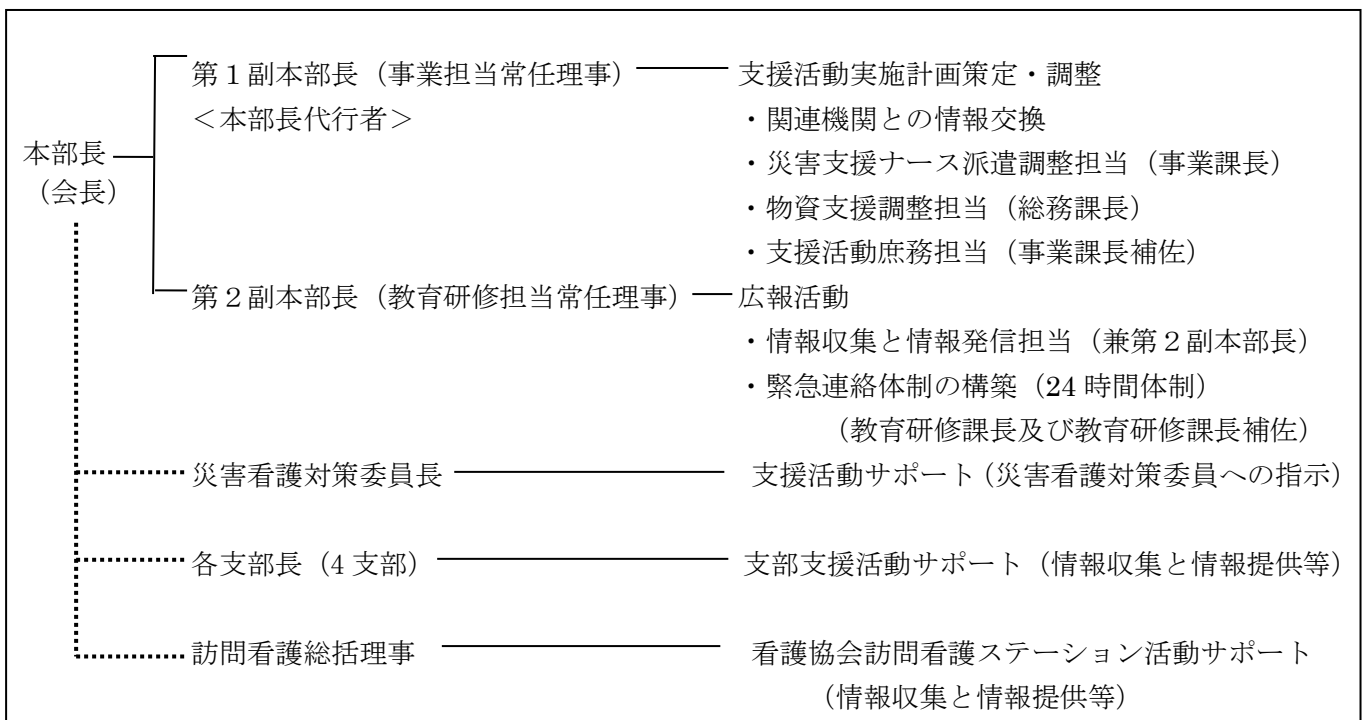 第１副本部長（事業担当常任理事） 支援活動実施計画策定・調整
＜本部長代行者＞ ・関連機関との情報交換
本部長 ・災害支援ナース派遣調整担当（事業課長）
（会長） ・物資支援調整担当（総務課長）
・支援活動庶務担当（事業課長補佐）
第２副本部長（教育研修担当常任理事） 広報活動
・情報収集と情報発信担当（兼第２副本部長）
・緊急連絡体制の構築（24 時間体制）
（教育研修課長及び教育研修課長補佐）
災害看護対策委員長 支援活動サポート（災害看護対策委員への指示）
各支部長（4 支部） 支部支援活動サポート（情報収集と情報提供等）
訪問看護総括理事 看護協会訪問看護ステーション活動サポート
（情報収集と情報提供等）